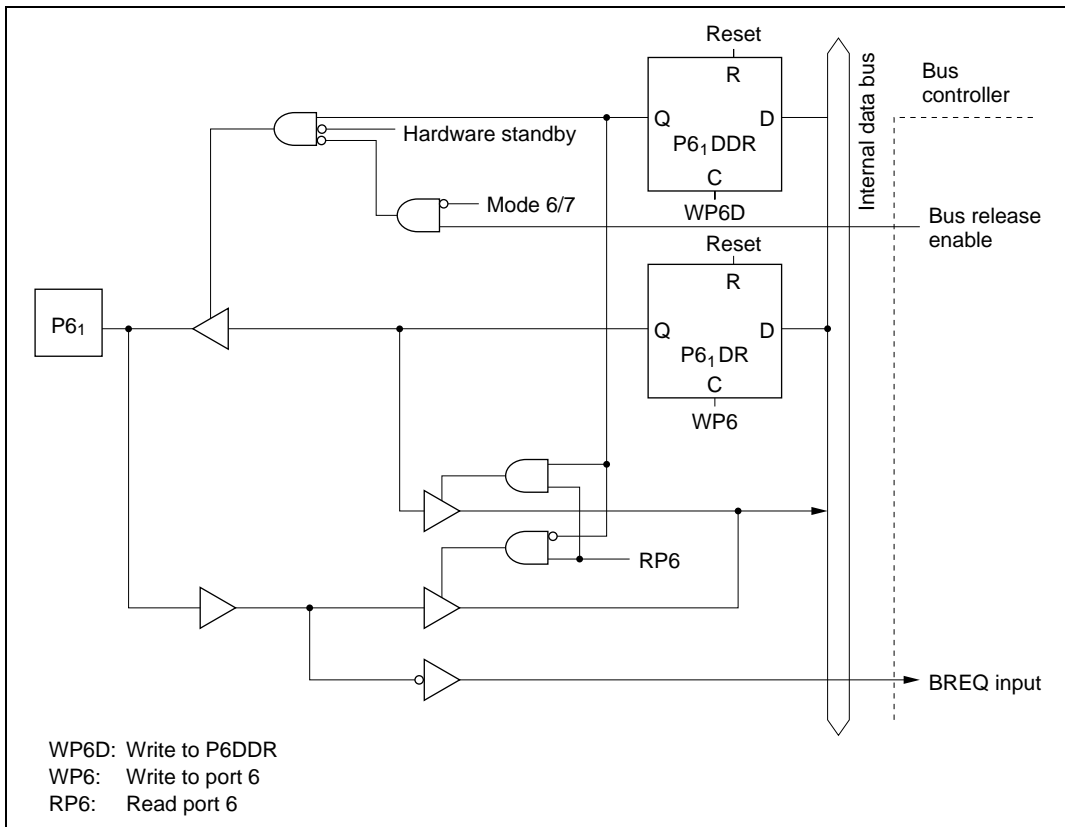 Reset
R
Q
D
P6₁DDR
C
WP6D
Hardware standby
Mode 6/7
Internal data bus
Bus
controller
Bus release
enable
Reset
R
Q
D
P6₁DR
C
WP6
P6₁
RP6
BREQ input
WP6D: Write to P6DDR
WP6: Write to port 6
RP6: Read port 6